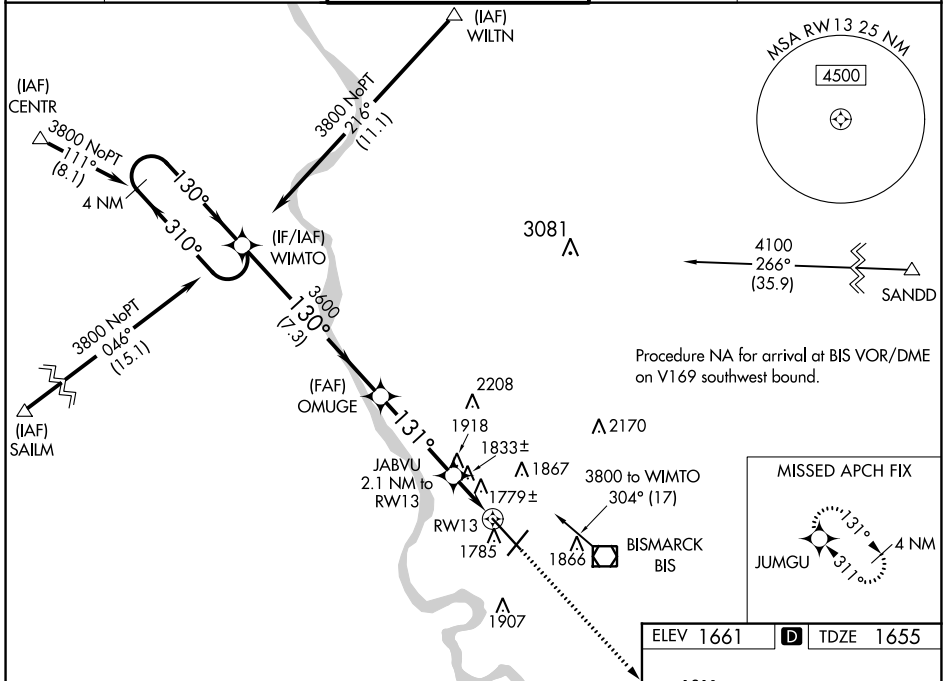 (IAF)
WILTN
MSA RW13 25 NM
4500
(IAF)
CENTR
3800 NoPT
111°
(8.1)
3800 NoPT
216°
(11.1)
4 NM
130°
310°
(IF/IAF)
WIMTO
3081
4100
266°
(35.9)
SANDD
3600
130°
(7.3)
3800 NoPT
046°
(15.1)
(IAF)
SAILM
Procedure NA for arrival at BIS VOR/DME
on V169 southwest bound.
(FAF)
OMUGE
131°
2208
1918
1833±
2170
JABVU
2.1 NM to
RW13
1867
1779±
3800 to WIMTO
304° (17)
RW13
1785
1866
BISMARCK
BIS
1907
MISSED APCH FIX
131°
4 NM
JUMGU
311°
ELEV 1661
D
TDZE 1655